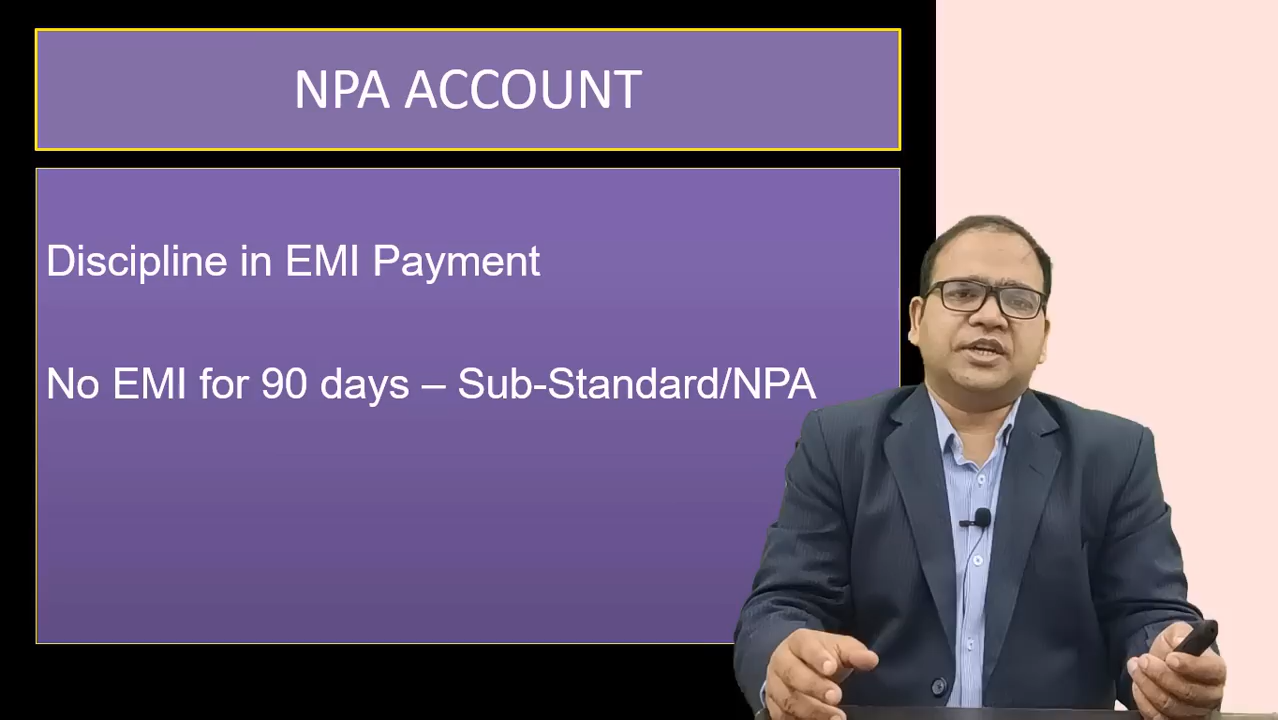 NPA ACCOUNT
Discipline in EMI Payment
No EMI for 90 days – Sub-Standard/NPA